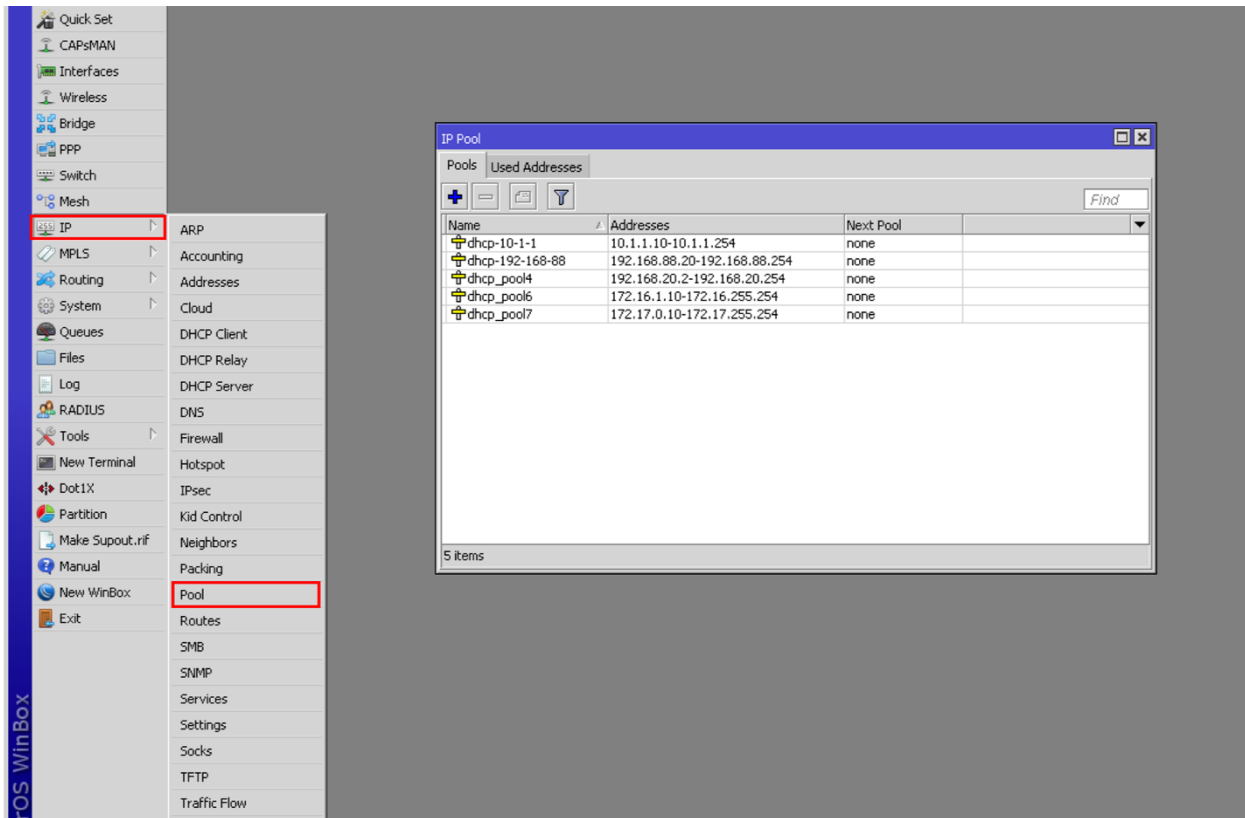 Quick Set
CAPsMAN
Interfaces
Wireless
Bridge
PPP
Switch
Mesh
IP
MPLS
Routing
System
Queues
Files
Log
RADIUS
Tools
New Terminal
Dot1X
Partition
Make Supout.rif
Manual
New WinBox
Exit
ARP
Accounting
Addresses
Cloud
DHCP Client
DHCP Relay
DHCP Server
DNS
Firewall
Hotspot
IPsec
Kid Control
Neighbors
Packing
Pool
Routes
SMB
SNMP
Services
Settings
Socks
TFTP
Traffic Flow
IP Pool
Pools Used Addresses
Find
Name Addresses Next Pool
dhcp-10-1-1 10.1.1.10-10.1.1.254 none
dhcp-192-168-88 192.168.88.20-192.168.88.254 none
dhcp_pool4 192.168.20.2-192.168.20.254 none
dhcp_pool6 172.16.1.10-172.16.255.254 none
dhcp_pool7 172.17.0.10-172.17.255.254 none
5 items
rOS WinBox